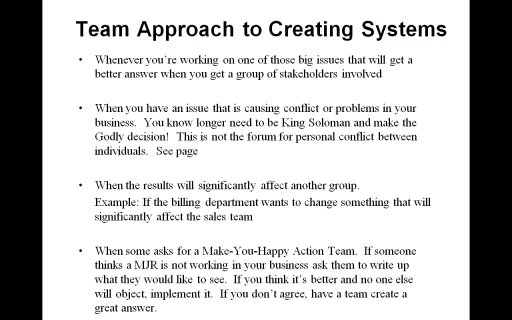 Team Approach to Creating Systems
• Whenever you're working on one of those big issues that will get a
better answer when you get a group of stakeholders involved
• When you have an issue that is causing conflict or problems in your
business. You know longer need to be King Soloman and make the
Godly decision! This is not the forum for personal conflict between
individuals. See page
• When the results will significantly affect another group.
Example: If the billing department wants to change something that will
significantly affect the sales team
• When some asks for a Make-You-Happy Action Team. If someone
thinks a MJR is not working in your business ask them to write up
what they would like to see. If you think it's better and no one else
will object, implement it. If you don't agree, have a team create a
great answer.